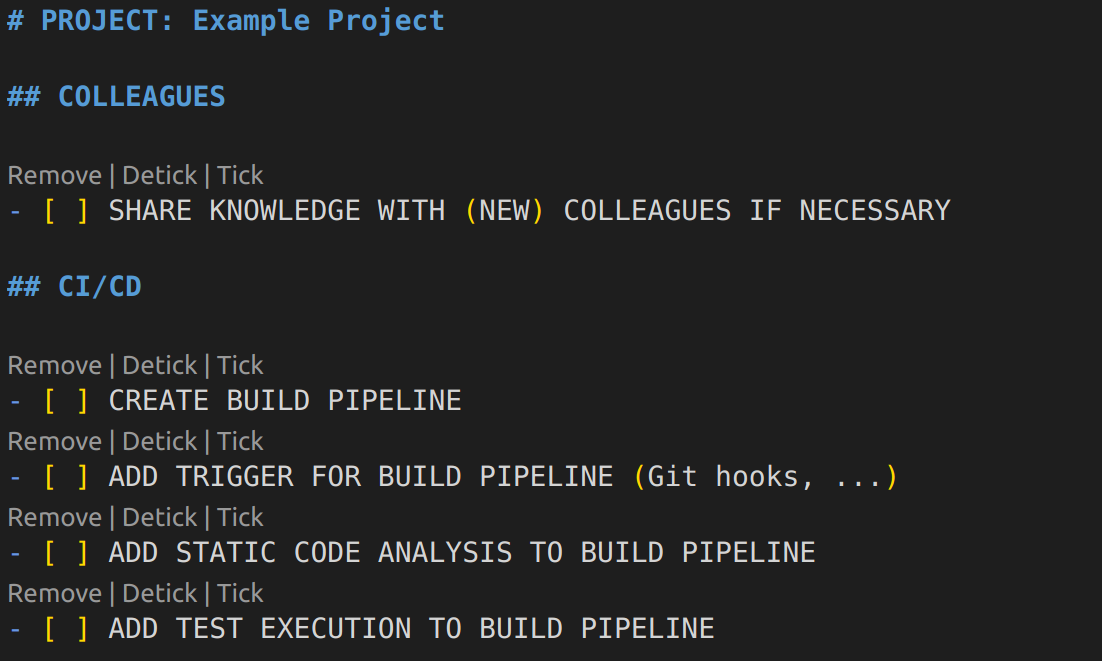 # PROJECT: Example Project
## COLLEAGUES
Remove | Detick | Tick
- [ ] SHARE KNOWLEDGE WITH (NEW) COLLEAGUES IF NECESSARY
## CI/CD
Remove | Detick | Tick
- [ ] CREATE BUILD PIPELINE
Remove | Detick | Tick
- [ ] ADD TRIGGER FOR BUILD PIPELINE (Git hooks, ...)
Remove | Detick | Tick
- [ ] ADD STATIC CODE ANALYSIS TO BUILD PIPELINE
Remove | Detick | Tick
- [ ] ADD TEST EXECUTION TO BUILD PIPELINE